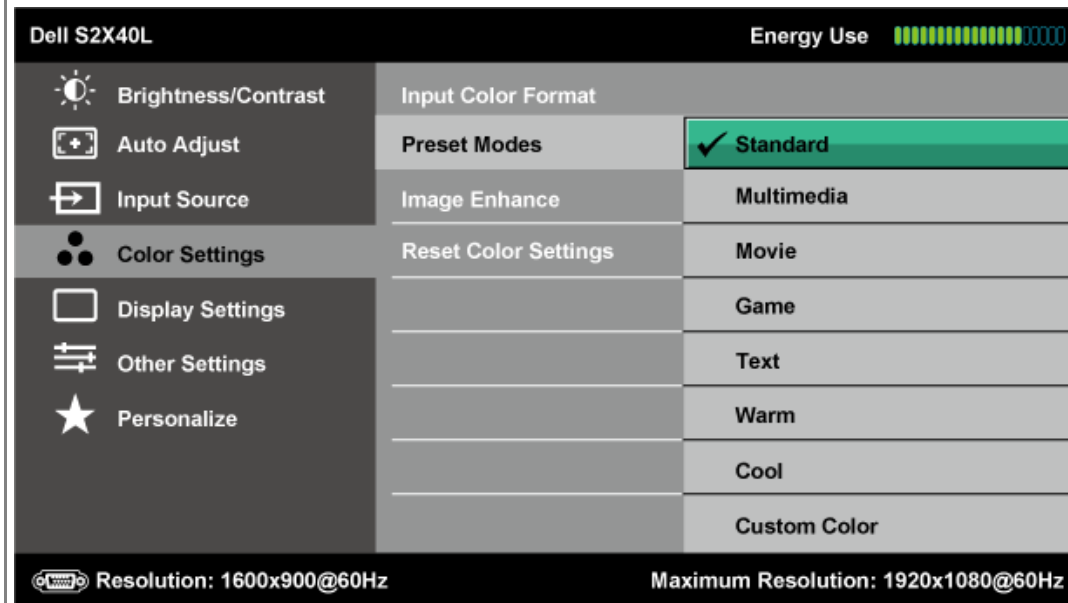 Dell S2X40L
Energy Use
Brightness/Contrast
Auto Adjust
Input Source
Color Settings
Display Settings
Other Settings
Personalize
Input Color Format
Preset Modes
Image Enhance
Reset Color Settings
Standard
Multimedia
Movie
Game
Text
Warm
Cool
Custom Color
Resolution: 1600x900@60Hz
Maximum Resolution: 1920x1080@60Hz